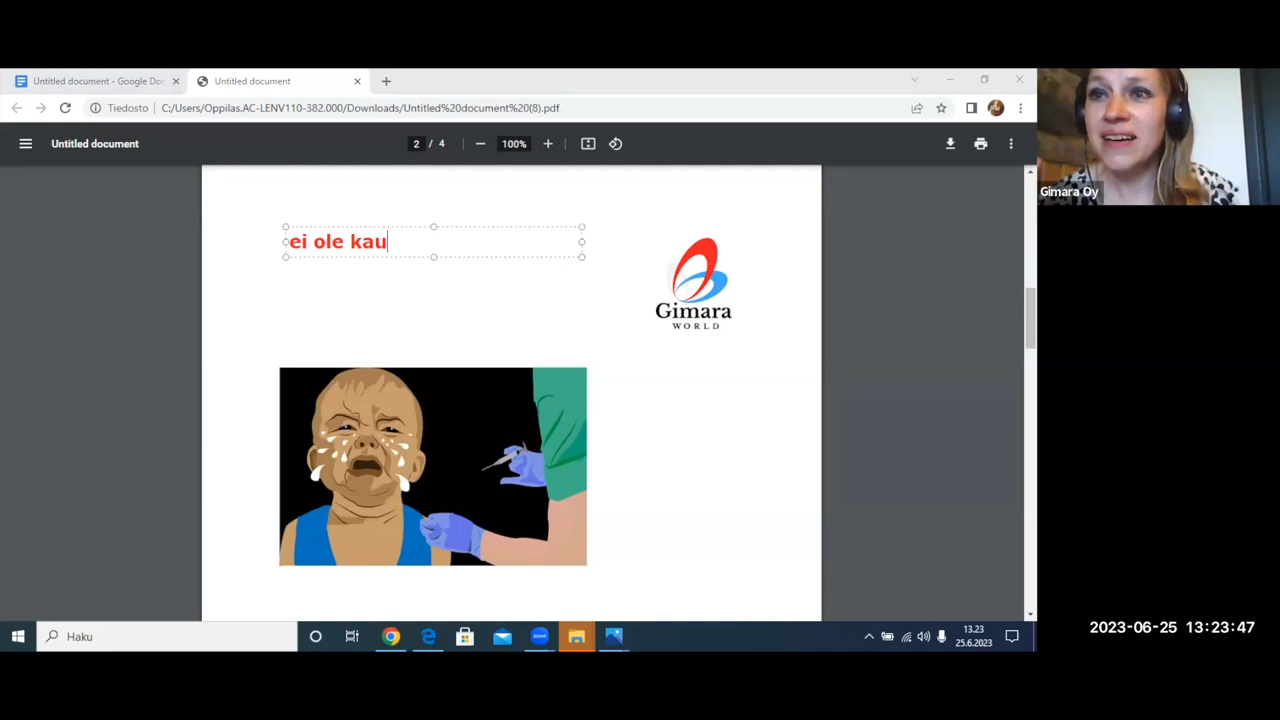 Untitled document - Google Doc
Untitled document
Tiedosto
C:/Users/Oppilas.AC-LENV110-382.000/Downloads/Untitled%20document%20(8).pdf
Untitled document
2 / 4
100%
Gimara Oy
ei ole kau
Gimara
WORLD
Haku
zoom
13.23
25.6.2023
2023-06-25 13:23:47